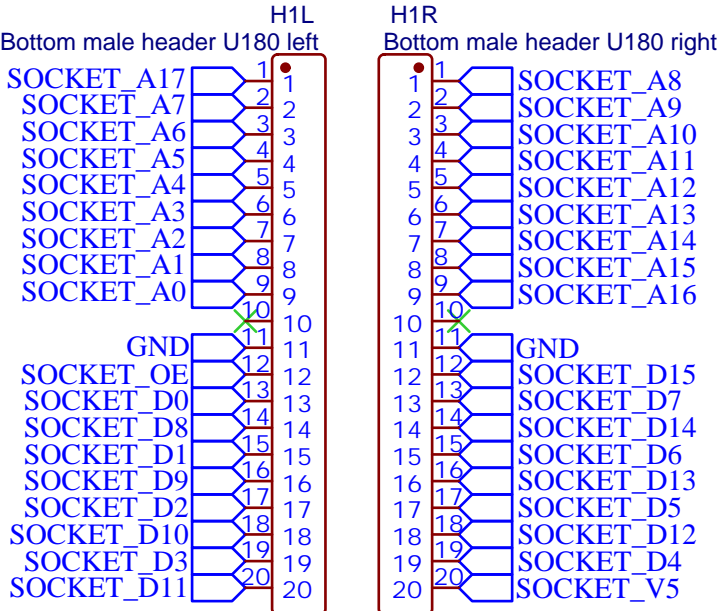 H1L H1R
Bottom male header U180 left Bottom male header U180 right
SOCKET_A17 1 1 1 1 SOCKET_A8
SOCKET_A7 2 2 2 2 SOCKET_A9
SOCKET_A6 3 3 3 3 SOCKET_A10
SOCKET_A5 4 4 4 4 SOCKET_A11
SOCKET_A4 5 5 5 5 SOCKET_A12
SOCKET_A3 6 6 6 6 SOCKET_A13
SOCKET_A2 7 7 7 7 SOCKET_A14
SOCKET_A1 8 8 8 8 SOCKET_A15
SOCKET_A0 9 9 9 9 SOCKET_A16
10 10 10 10
GND 11 11 11 11 GND
SOCKET_OE 12 12 12 12 SOCKET_D15
SOCKET_D0 13 13 13 13 SOCKET_D7
SOCKET_D8 14 14 14 14 SOCKET_D14
SOCKET_D1 15 15 15 15 SOCKET_D6
SOCKET_D9 16 16 16 16 SOCKET_D13
SOCKET_D2 17 17 17 17 SOCKET_D5
SOCKET_D10 18 18 18 18 SOCKET_D12
SOCKET_D3 19 19 19 19 SOCKET_D4
SOCKET_D11 20 20 20 20 SOCKET_V5